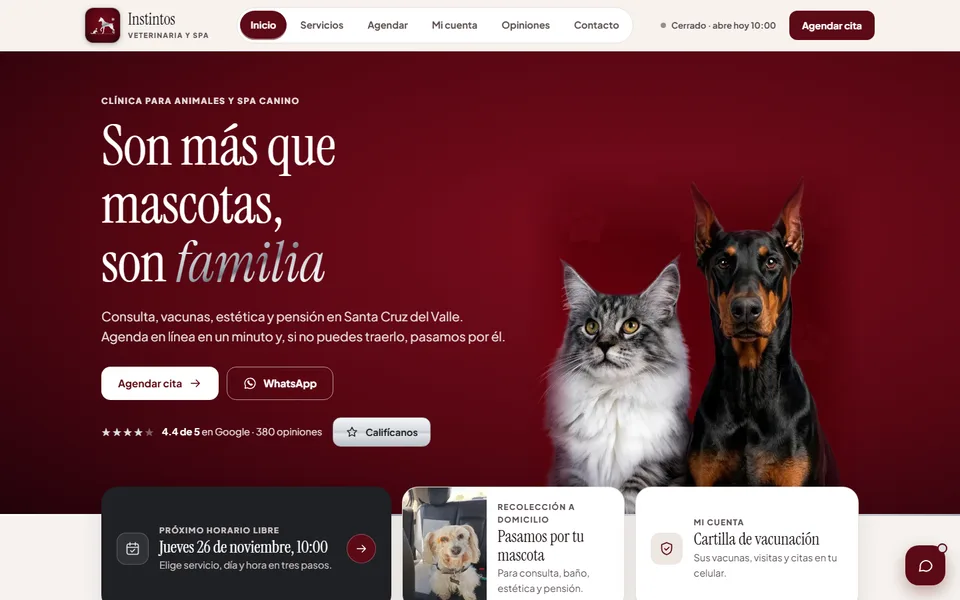 Instintos
VETERINARIA Y SPA
Inicio
Servicios
Agendar
Mi cuenta
Opiniones
Contacto
Cerrado · abre hoy 10:00
Agendar cita
CLÍNICA PARA ANIMALES Y SPA CANINO
Son más que
mascotas,
son familia
Consulta, vacunas, estética y pensión en Santa Cruz del Valle.
Agenda en línea en un minuto y, si no puedes traerlo, pasamos por él.
Agendar cita
WhatsApp
4.4 de 5 en Google · 380 opiniones
Califícanos
PRÓXIMO HORARIO LIBRE
Jueves 26 de noviembre, 10:00
Elige servicio, día y hora en tres pasos.
RECOLECCIÓN A
DOMICILIO
Pasamos por tu
mascota
Para consulta, baño,
estética y pensión.
MI CUENTA
Cartilla de vacunación
Sus vacunas, visitas y citas en tu
celular.